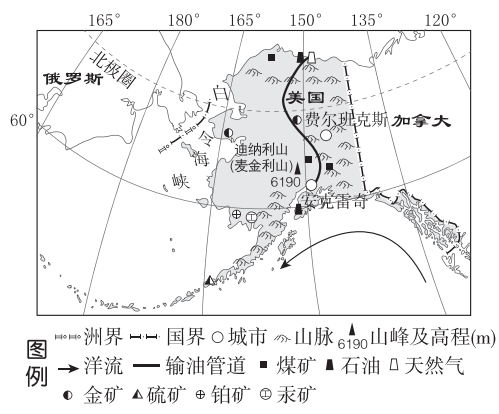 165° 180° 165° 150° 135° 120°
俄罗斯
北极圈
白令海峡
美国
费尔班克斯
加拿大
60°
迪纳利山
(麦金利山)
6190
安克雷奇
图例
洲界 国界 城市 山脉 6190 山峰及高程(m)
洋流 输油管道 煤矿 石油 天然气
金矿 硫矿 铂矿 汞矿